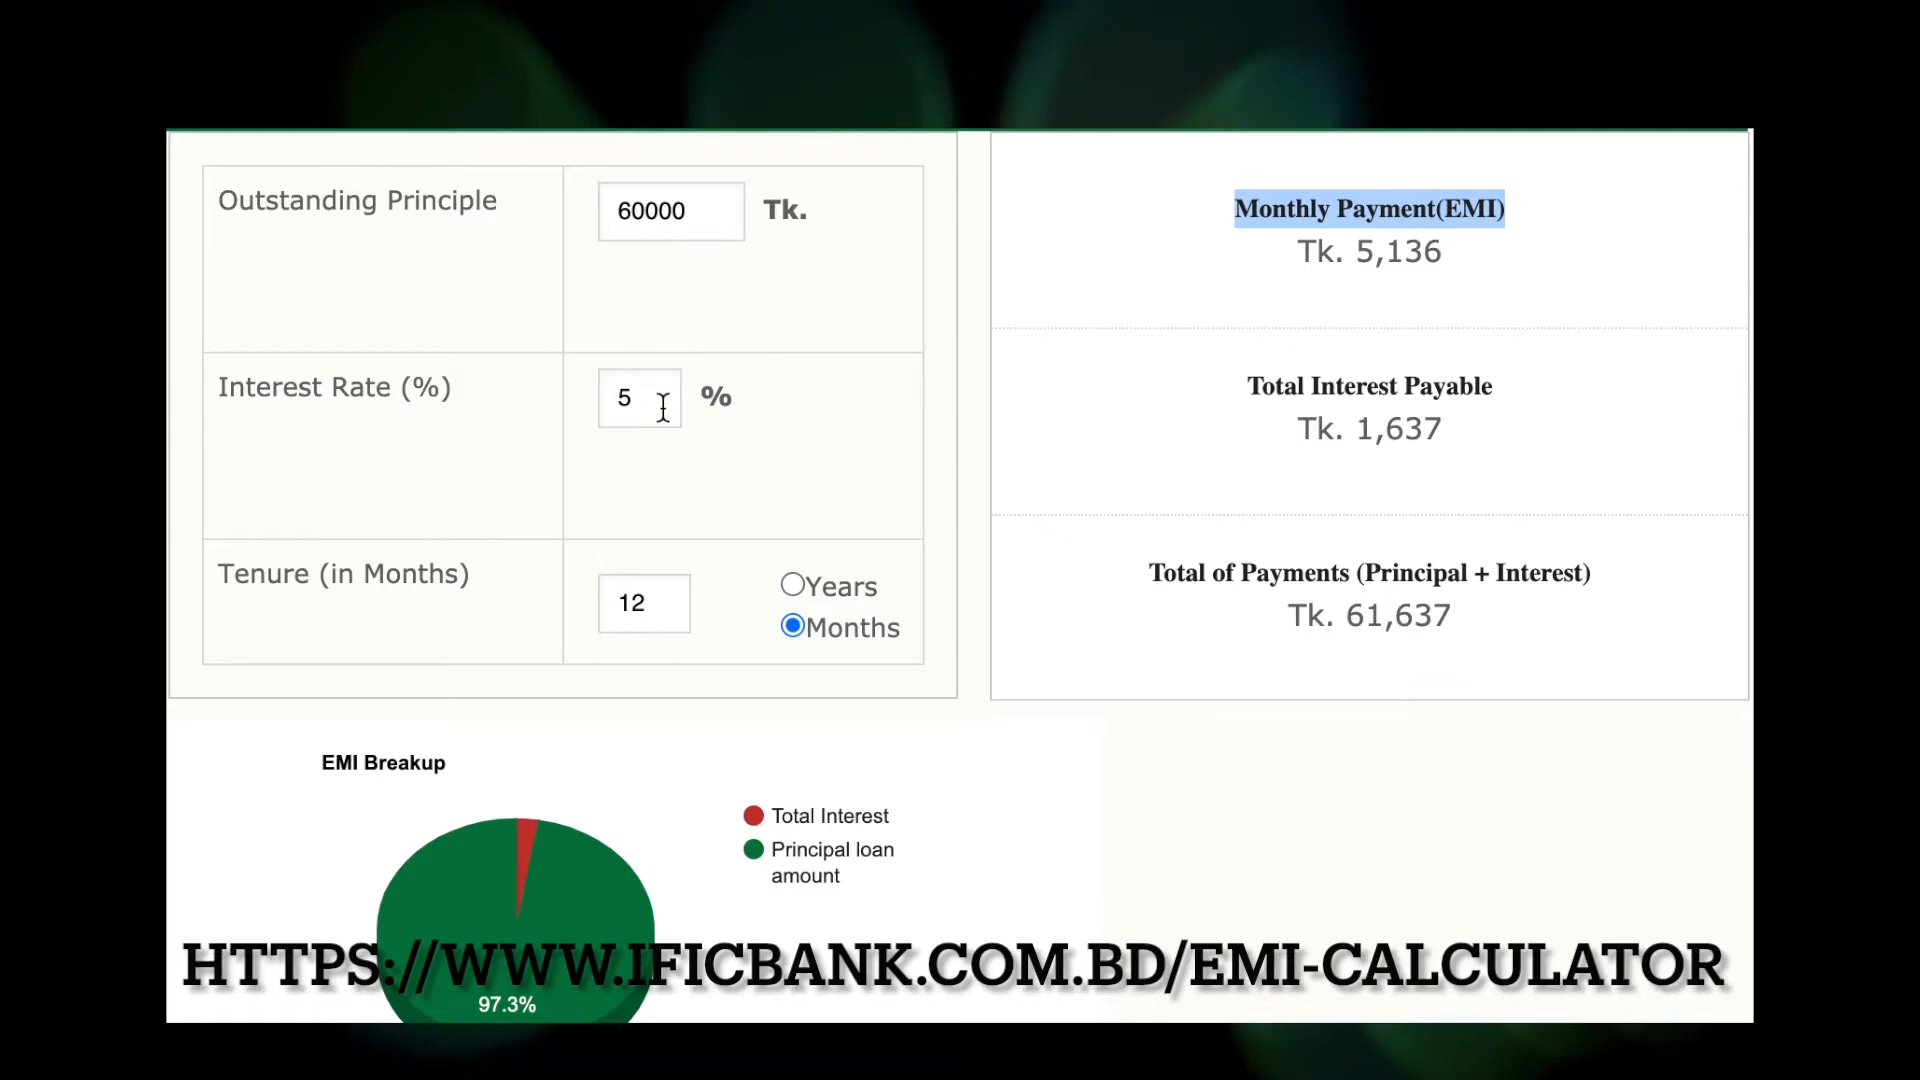 Outstanding Principle
60000 Tk.
Monthly Payment(EMI)
Tk. 5,136
Interest Rate (%)
5 %
Total Interest Payable
Tk. 1,637
Tenure (in Months)
12
Years
Months
Total of Payments (Principal + Interest)
Tk. 61,637
EMI Breakup
Total Interest
Principal loan
amount
HTTPS://WWW.IFICBANK.COM.BD/EMI-CALCULATOR
97.3%